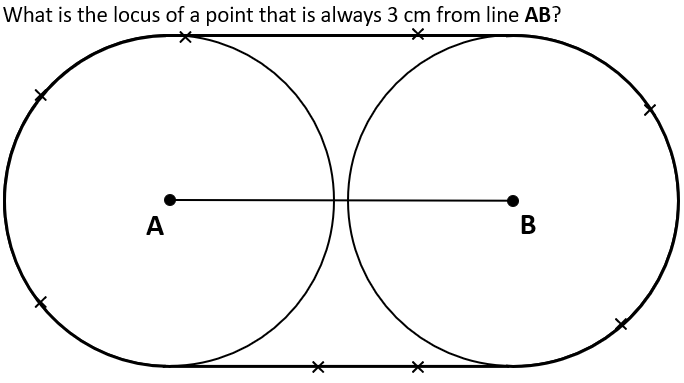 What is the locus of a point that is always 3 cm from line AB?
A
B